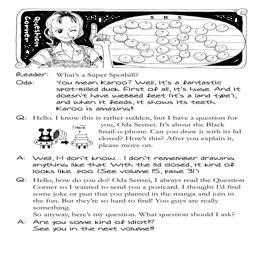 Question
Corner
Reader: What's a Super Spotbill?
Oda: You mean Karoo? Well, it's a fantastic
spot-billed duck. First of all, it's huge. And it
doesn't have webbed feet (it's a land type),
and when it feeds, it shows its teeth.
Karoo is amazing!!
Q: Hello. I know this is rather sudden, but I have a question for
you, Oda Sensei. It's about the Black
Snail-o-phone. Can you draw it with its lid
closed? How's this? After you explain it,
please move on.
A: Well, I-I don't know... I don't remember drawing
anything like that. With the lid closed, it kind of
looks like...poo. (See volume 15, page 31.)
Q: Hello, how do you do? Oda Sensei, I always read the Question
Corner so I wanted to send you a postcard. I thought I'd find
some joke or pun that you planted in the manga and join in
the fun. But they're so hard to find! You guys are really
something.
So anyway, here's my question. What question should I ask?
A: Are you some kind of idiot!?
See you in the next volume!!!